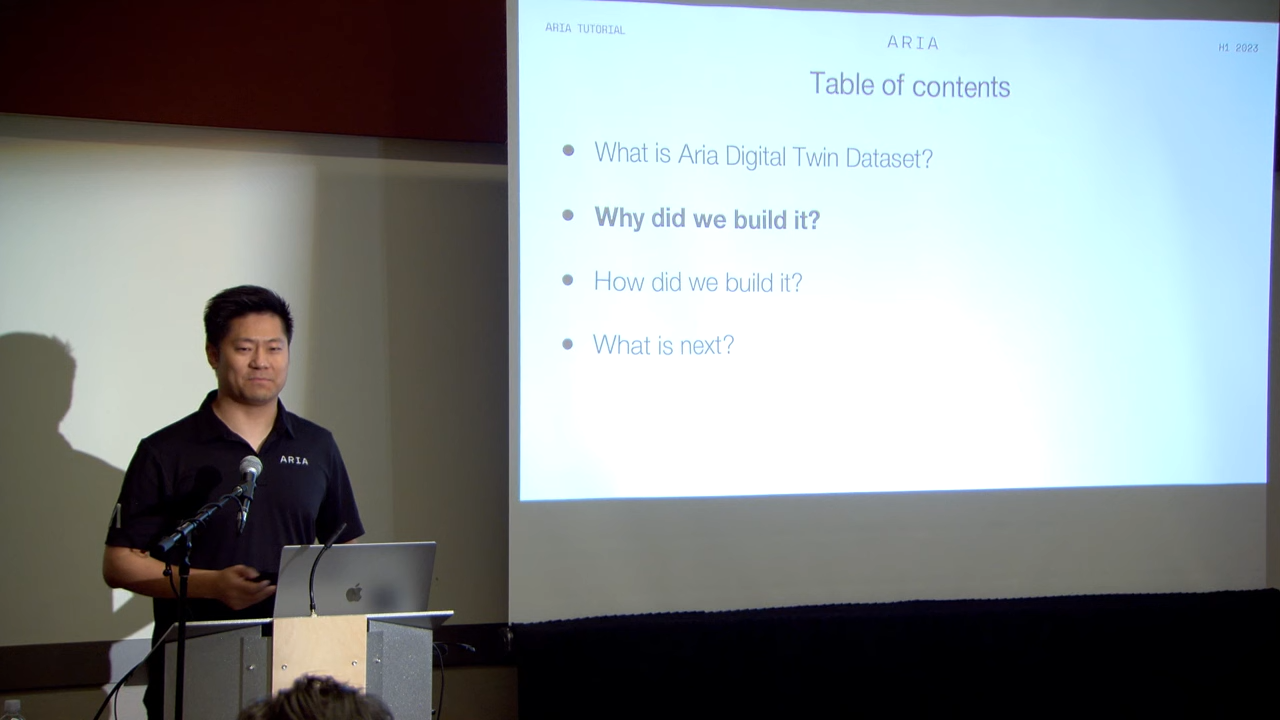 ARIA TUTORIAL
ARIA
H1 2023
Table of contents
• What is Aria Digital Twin Dataset?
• Why did we build it?
• How did we build it?
• What is next?
ARIA